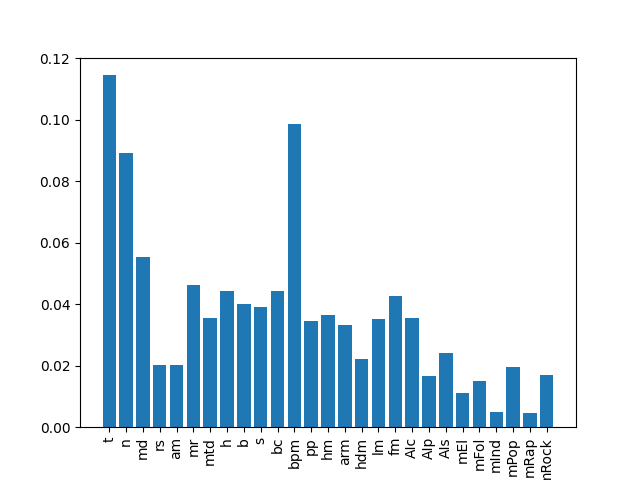 0.12
0.10
0.08
0.06
0.04
0.02
0.00
t
n
md
rs
am
mr
mtd
h
b
s
bc
bpm
pp
hm
arm
hdm
lm
fm
Alc
Alp
Als
mEl
mFol
mInd
mPop
mRap
mRock